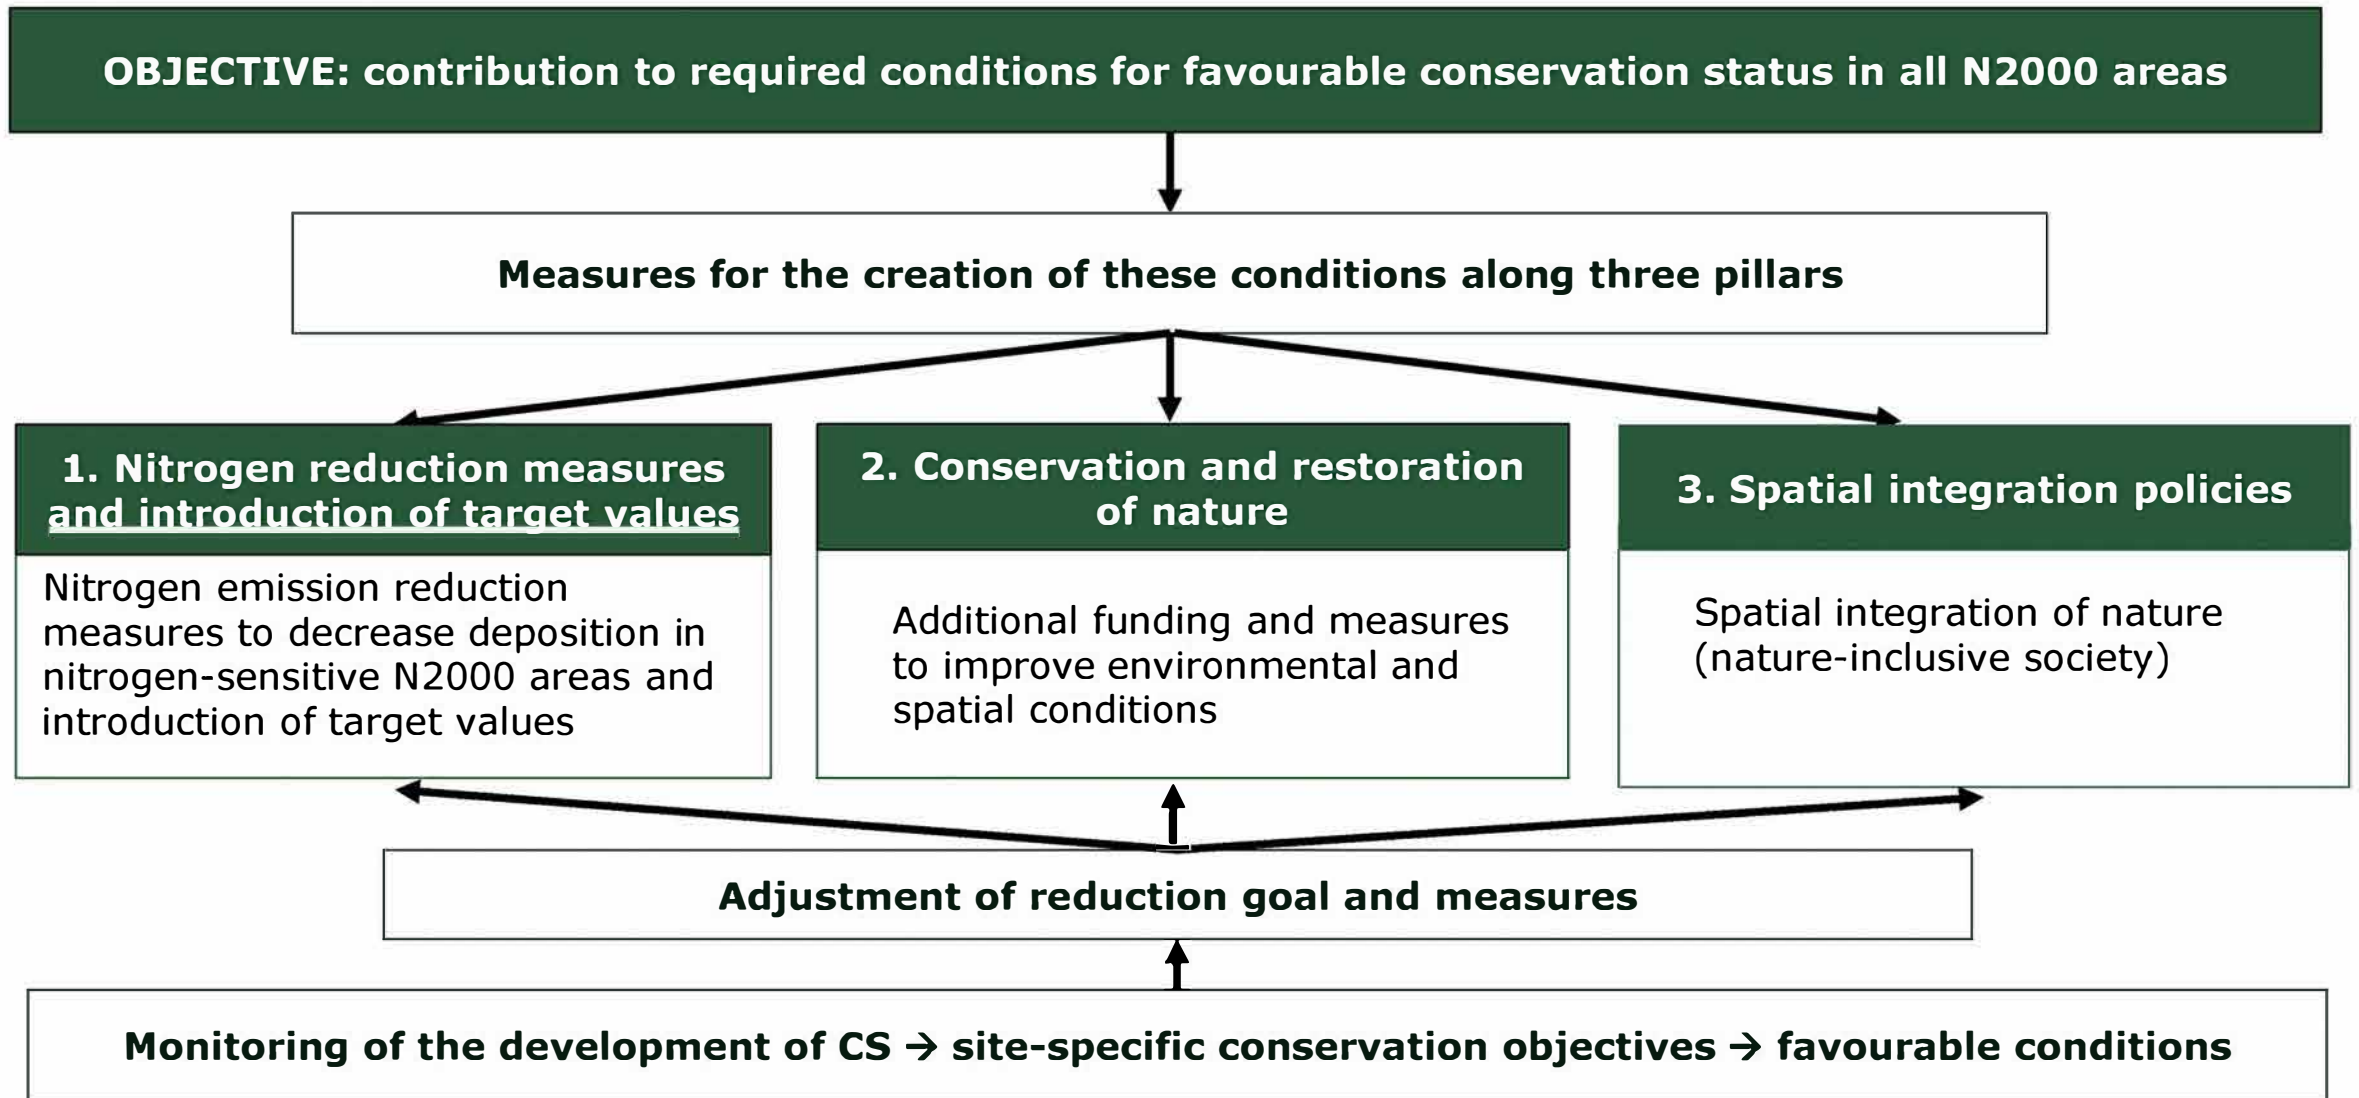 OBJECTIVE: contribution to required conditions for favourable conservation status in all N2000 areas
Measures for the creation of these conditions along three pillars
1. Nitrogen reduction measures
and introduction of target values
Nitrogen emission reduction
measures to decrease deposition in
nitrogen-sensitive N2000 areas and
introduction of target values
2. Conservation and restoration
of nature
Additional funding and measures
to improve environmental and
spatial conditions
3. Spatial integration policies
Spatial integration of nature
(nature-inclusive society)
Adjustment of reduction goal and measures
Monitoring of the development of CS → site-specific conservation objectives → favourable conditions